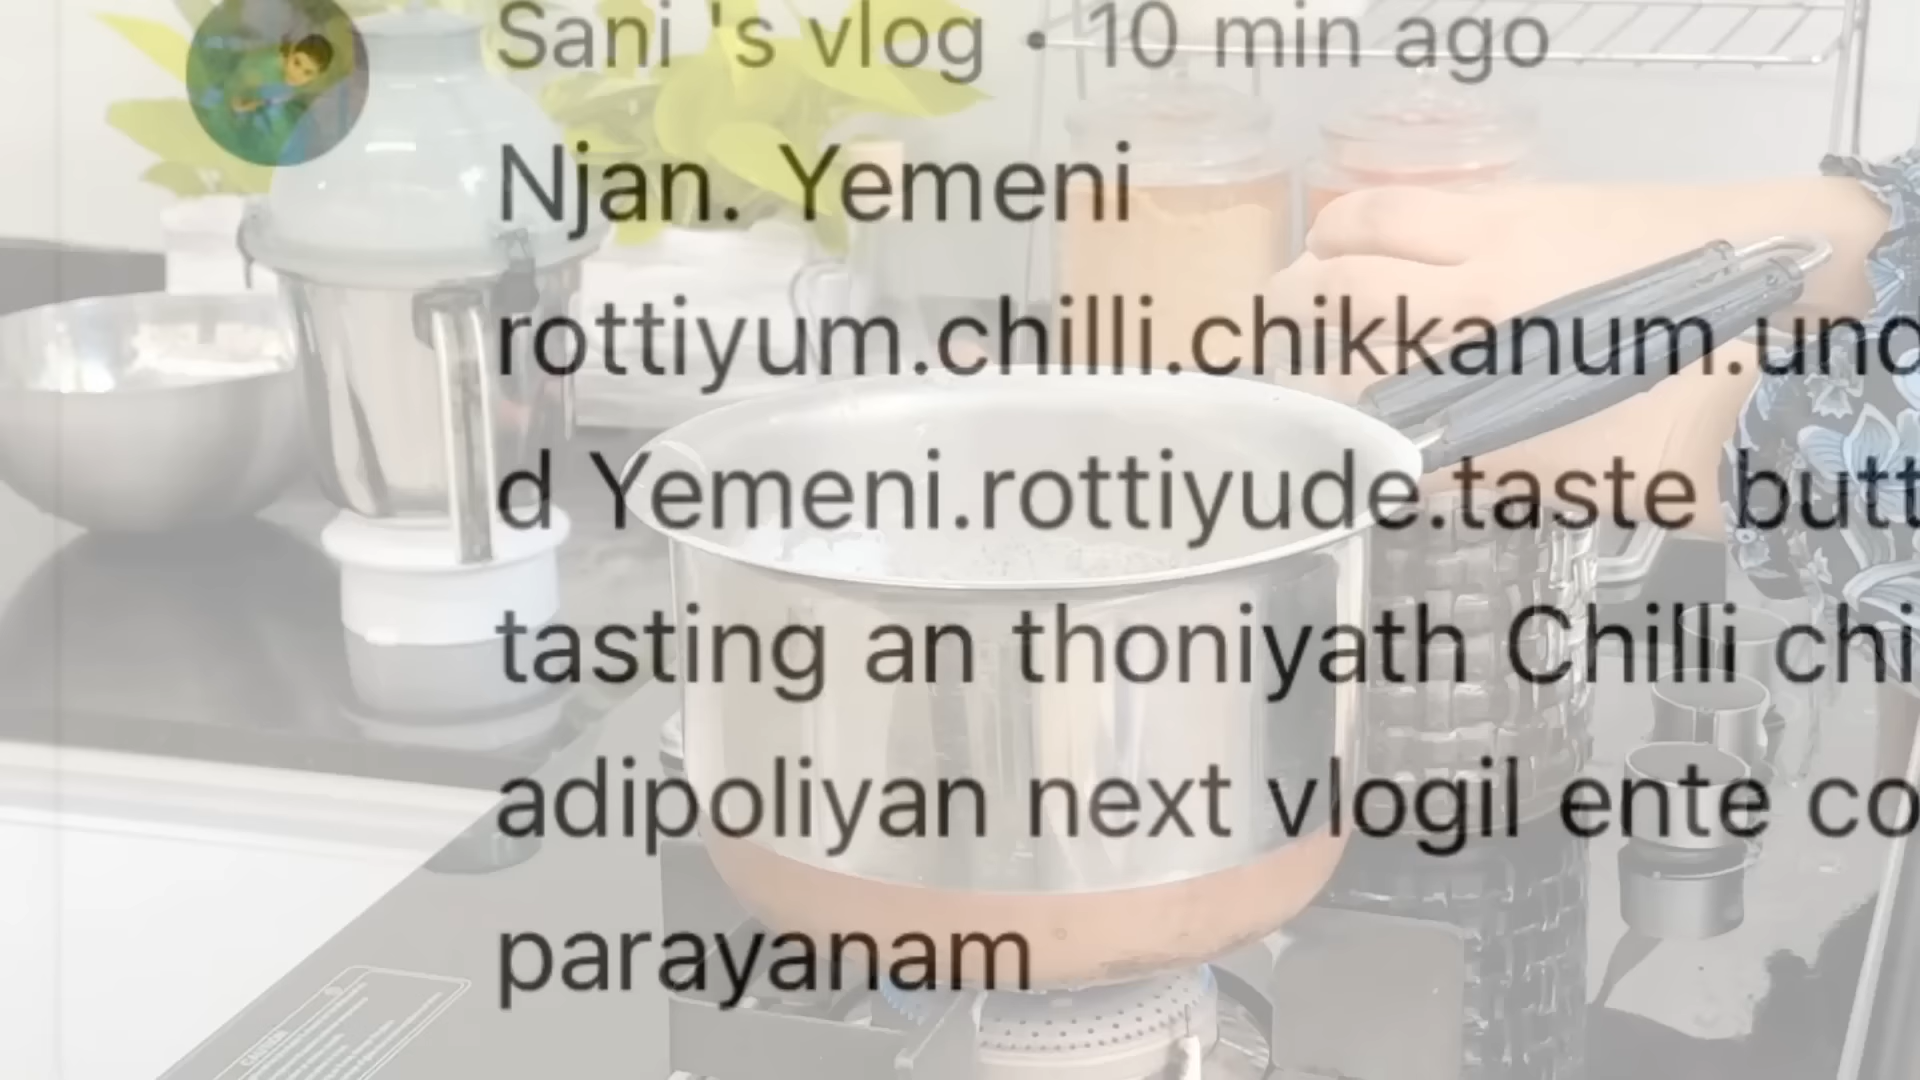 Sani 's vlog • 10 min ago
Njan. Yemeni
rottiyum.chilli.chikkanum.und
d Yemeni.rottiyude.taste butt
tasting an thoniyath Chilli chi
adipoliyan next vlogil ente co
parayanam
CAUTION